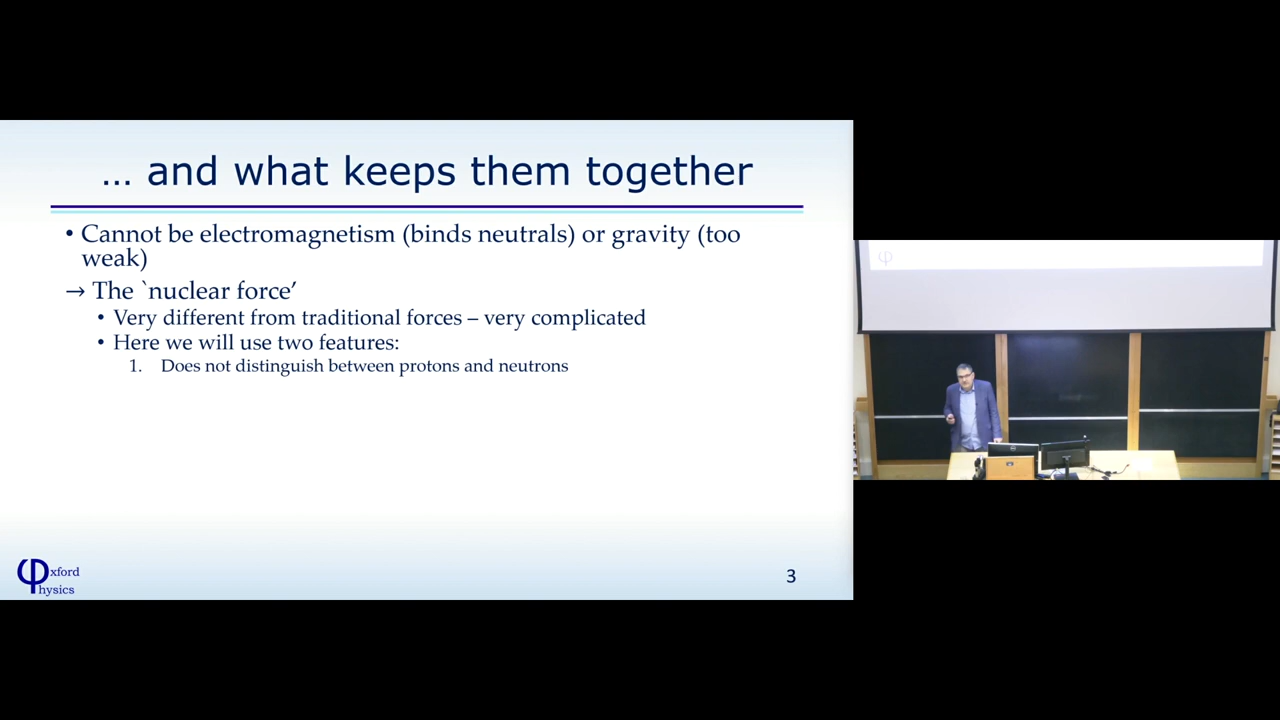 … and what keeps them together
• Cannot be electromagnetism (binds neutrals) or gravity (too
weak)
→ The `nuclear force’
• Very different from traditional forces – very complicated
• Here we will use two features:
1. Does not distinguish between protons and neutrons
φxford
hysics
3
φ